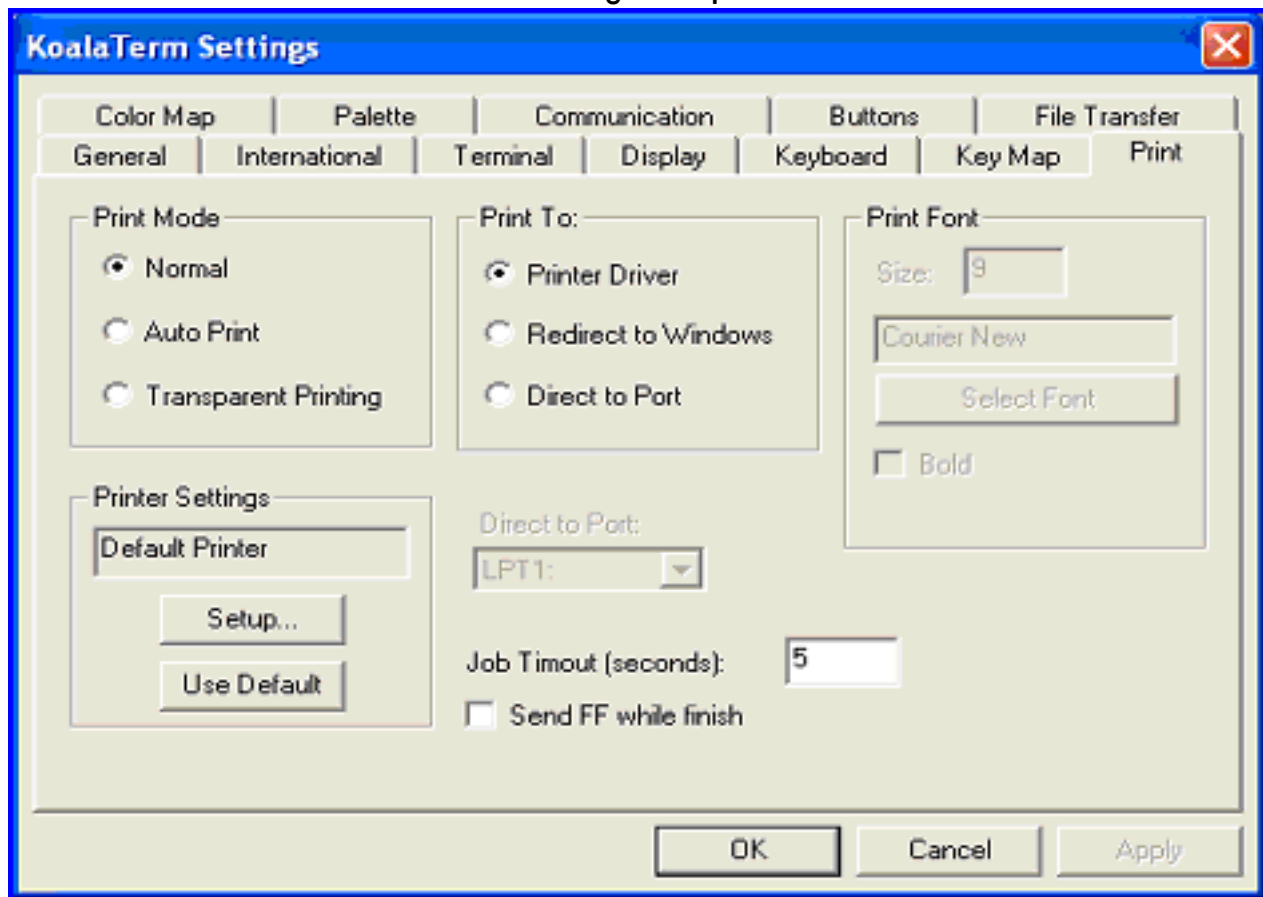 KoalaTerm Settings
Color Map Palette Communication Buttons File Transfer
General International Terminal Display Keyboard Key Map Print
Print Mode
Normal
Auto Print
Transparent Printing
Print To:
Printer Driver
Redirect to Windows
Direct to Port
Print Font
Size: 9
Courier New
Select Font
Bold
Printer Settings
Default Printer
Setup...
Use Default
Direct to Port:
LPT1:
Job Timout (seconds): 5
Send FF while finish
OK Cancel Apply